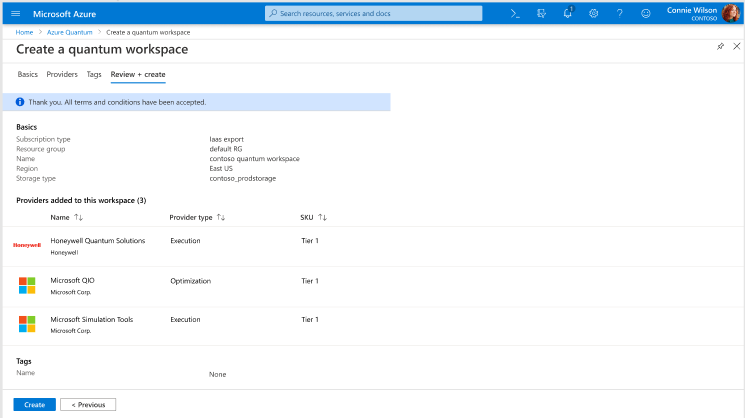 Microsoft Azure
Search resources, services and docs
1
Connie Wilson
CONTOSO
Home > Azure Quantum > Create a quantum workspace
Create a quantum workspace
Basics Providers Tags Review + create
Thank you. All terms and conditions have been accepted.
Basics
Subscription type Iaas export
Resource group default RG
Name contoso quantum workspace
Region East US
Storage type contoso_prodstorage
Providers added to this workspace (3)
Name ↑↓ Provider type ↑↓ SKU ↑↓
Honeywell Honeywell Quantum Solutions Execution Tier 1
Honeywell
Microsoft QIO Optimization Tier 1
Microsoft Corp.
Microsoft Simulation Tools Execution Tier 1
Microsoft Corp.
Tags
Name None
Create < Previous